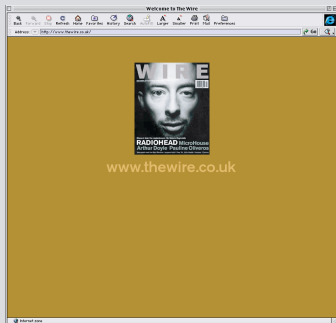 Welcome to The Wire
Back Forward Stop Refresh Home Favorites History Search AutoFill Larger Smaller Print Mail Preferences
Address: http://www.thewire.co.uk/ Go
WIRE
RADIOHEAD MicroHouse
Arthur Doyle Pauline Oliveros
www.thewire.co.uk
Internet zone